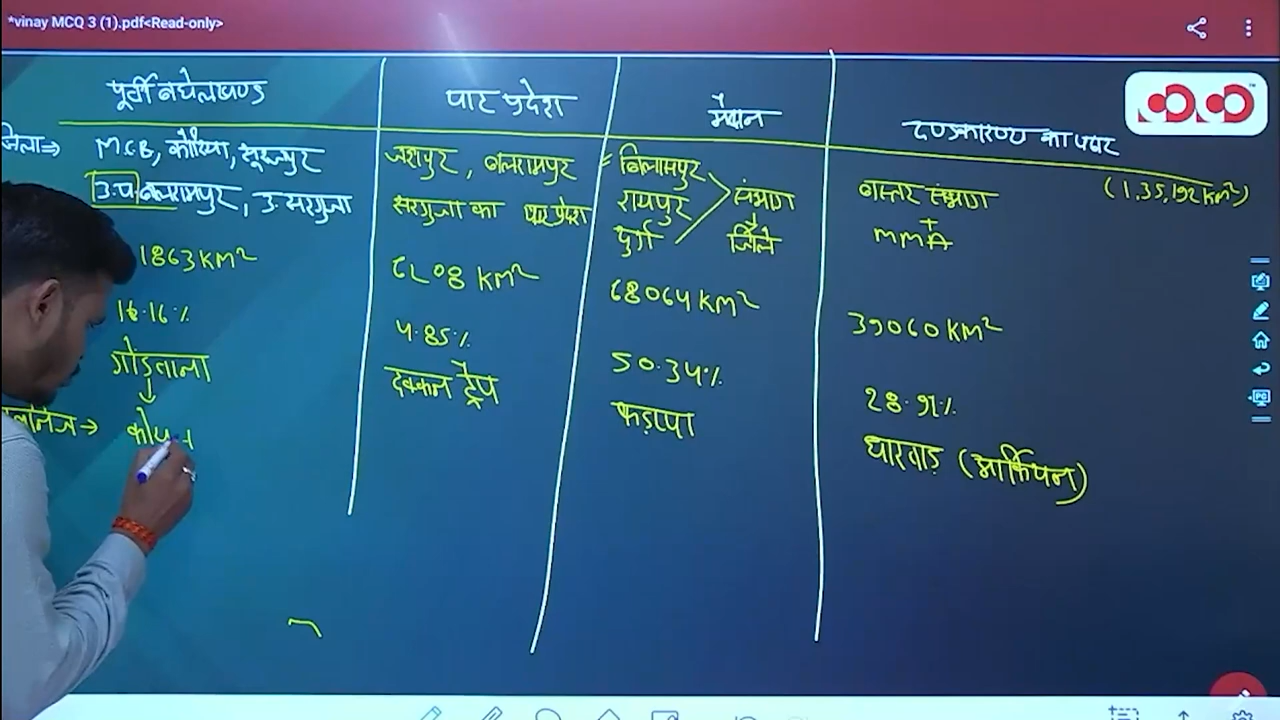 *vinay MCQ 3 (1).pdf<Read-only>
पूर्वी बघेलखण्ड
पाट प्रदेश
मैदान
दण्डकारण्य का पठार
(1,35,192 km²)
जिला⇒ M.C.B, कोरिया, सूरजपुर
उ.प. बलरामपुर, उ. सरगुजा
जशपुर, बलरामपुर
सरगुजा का पाट प्रदेश
बिलासपुर
रायपुर
दुर्ग
संभाग
जिले
बस्तर संभाग
+
MMA
1863 KM²
6208 KM²
68064 KM²
39060 KM²
16.16%
4.85%
50.34%
28.91%
गोंडवाना
↓
दक्कन ट्रैप
कड़प्पा
धारवाड़ (आर्कियन)
→ कोय